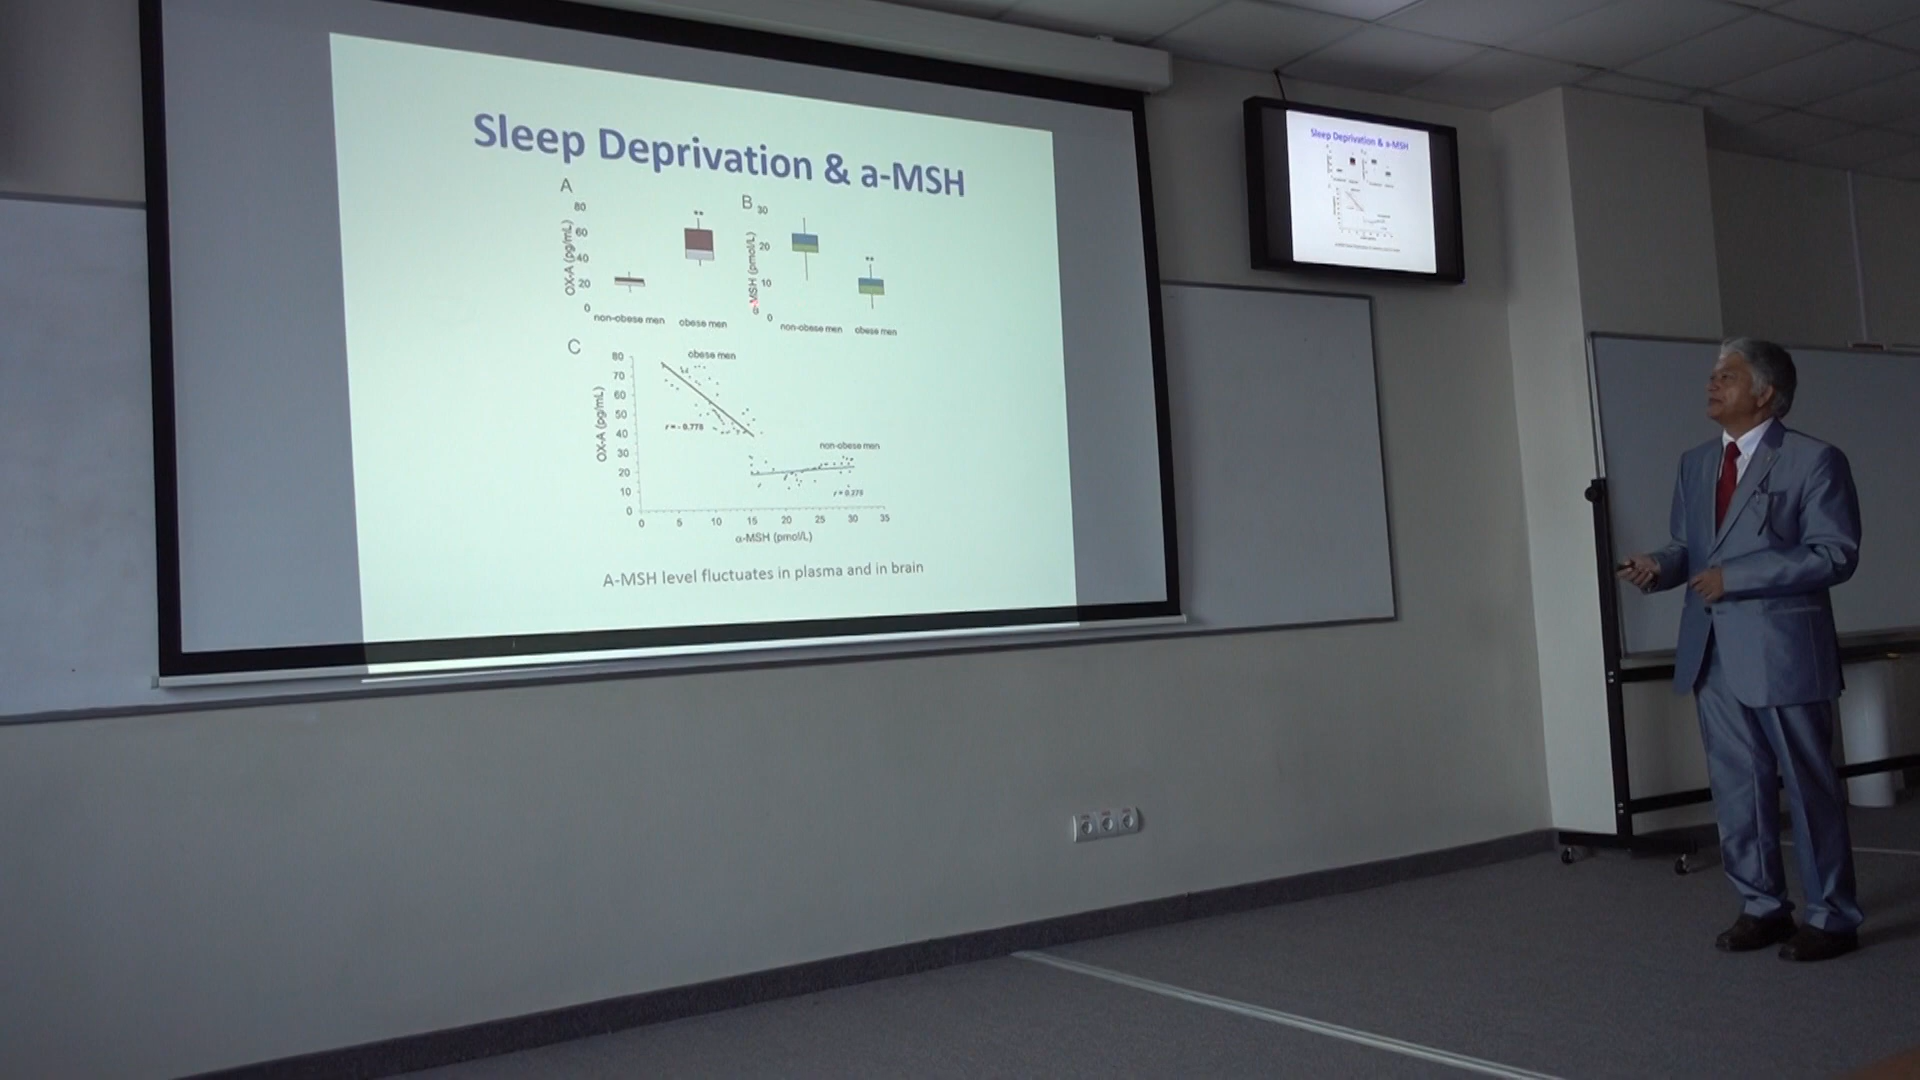 Sleep Deprivation & a-MSH
A
80
60
40
20
0
OX-A (pg/mL)
**
non-obese men
obese men
B
30
20
10
0
α-MSH (pmol/L)
**
non-obese men
obese men
C
80
70
60
50
40
30
20
10
0
OX-A (pg/mL)
obese men
r = - 0.778
non-obese men
0 5 10 15 20 25 30 35
α-MSH (pmol/L)
A-MSH level fluctuates in plasma and in brain
Sleep Deprivation & a-MSH